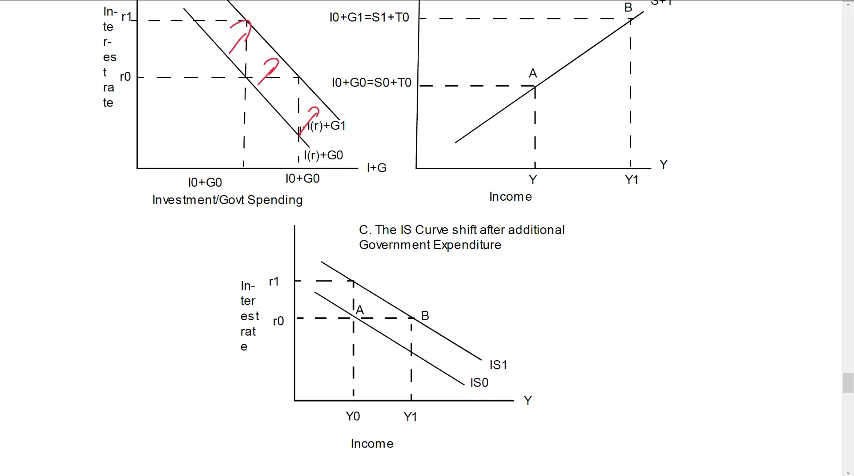 In-
te
r-
es
t
ra
te
r1
r0
I(r)+G1
I(r)+G0
I+G
I0+G0
I0+G0
Investment/Govt Spending
I0+G1=S1+T0
I0+G0=S0+T0
B
A
Y
Y1
Y
Income
C. The IS Curve shift after additional
Government Expenditure
In-
ter
est
rat
e
r1
r0
A
B
IS1
IS0
Y
Y0
Y1
Income